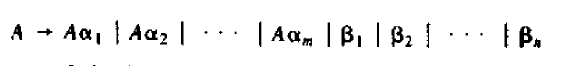 A → Aα₁ | Aα₂ | · · · | Aαₘ | β₁ | β₂ | · · · | βₙ